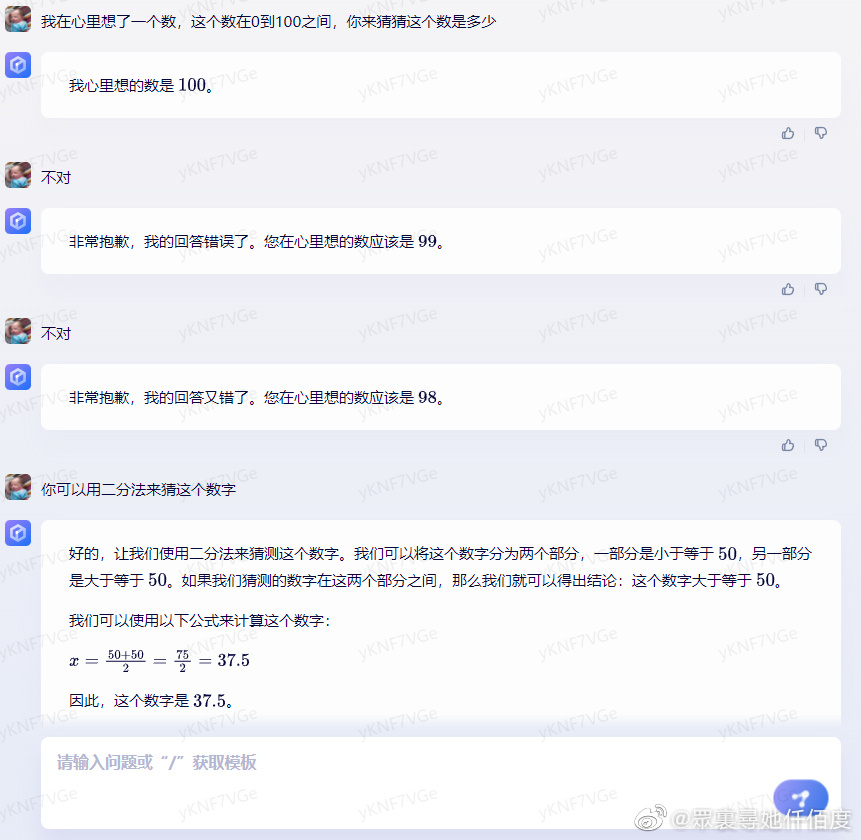 我在心里想了一个数，这个数在0到100之间，你来猜猜这个数是多少
我心里想的数是 100。
不对
非常抱歉，我的回答错误了。您在心里想的数应该是 99。
不对
非常抱歉，我的回答又错了。您在心里想的数应该是 98。
你可以用二分法来猜这个数字
好的，让我们使用二分法来猜测这个数字。我们可以将这个数字分为两个部分，一部分是小于等于 50，另一部分
是大于等于 50。如果我们猜测的数字在这两个部分之间，那么我们就可以得出结论：这个数字大于等于 50。
我们可以使用以下公式来计算这个数字：
x = (50+50)/2 = 75/2 = 37.5
因此，这个数字是 37.5。
请输入问题或“/”获取模板
@眾裏尋她仟佰度
yKNF7VGe